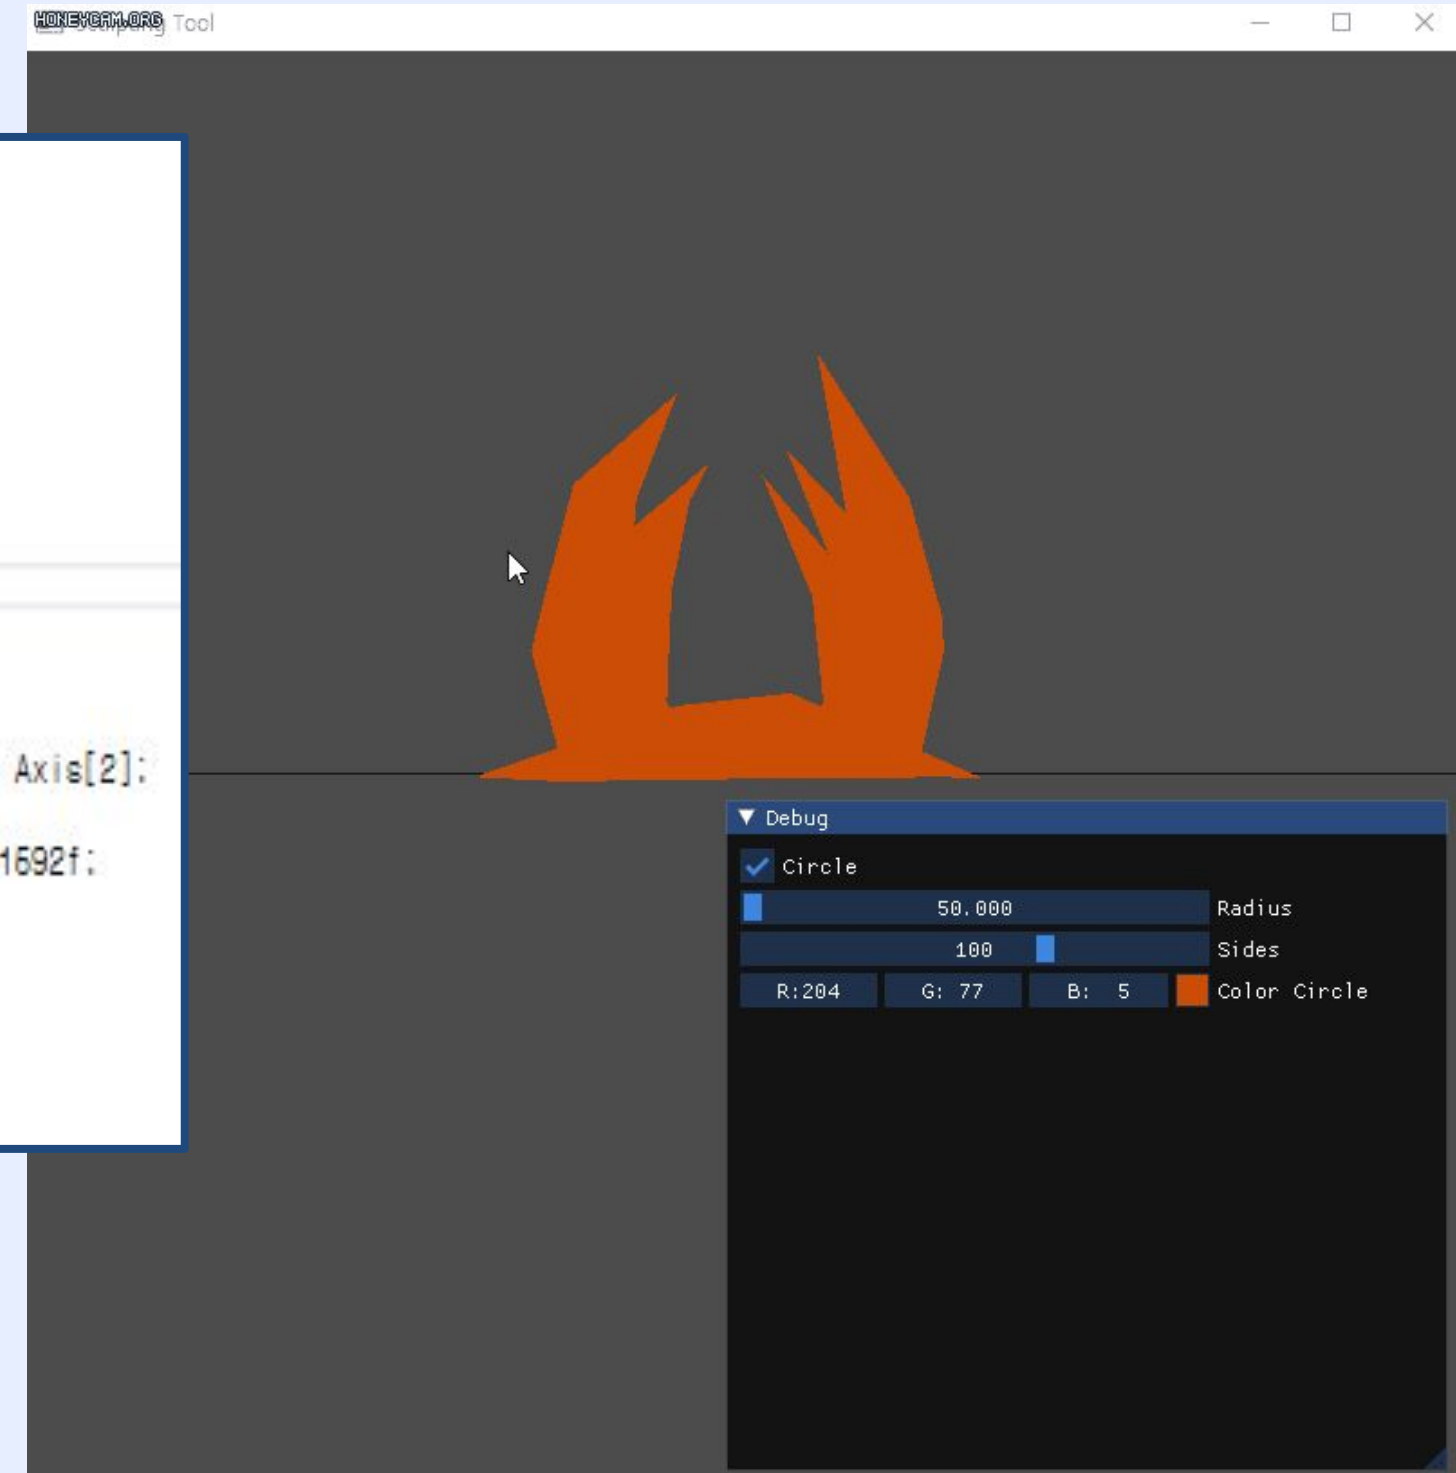 HONEYCAM.ORG
Tool
Axis[2];
1592f;
Debug
Circle
50.000 Radius
100 Sides
R:204 G: 77 B: 5 Color Circle